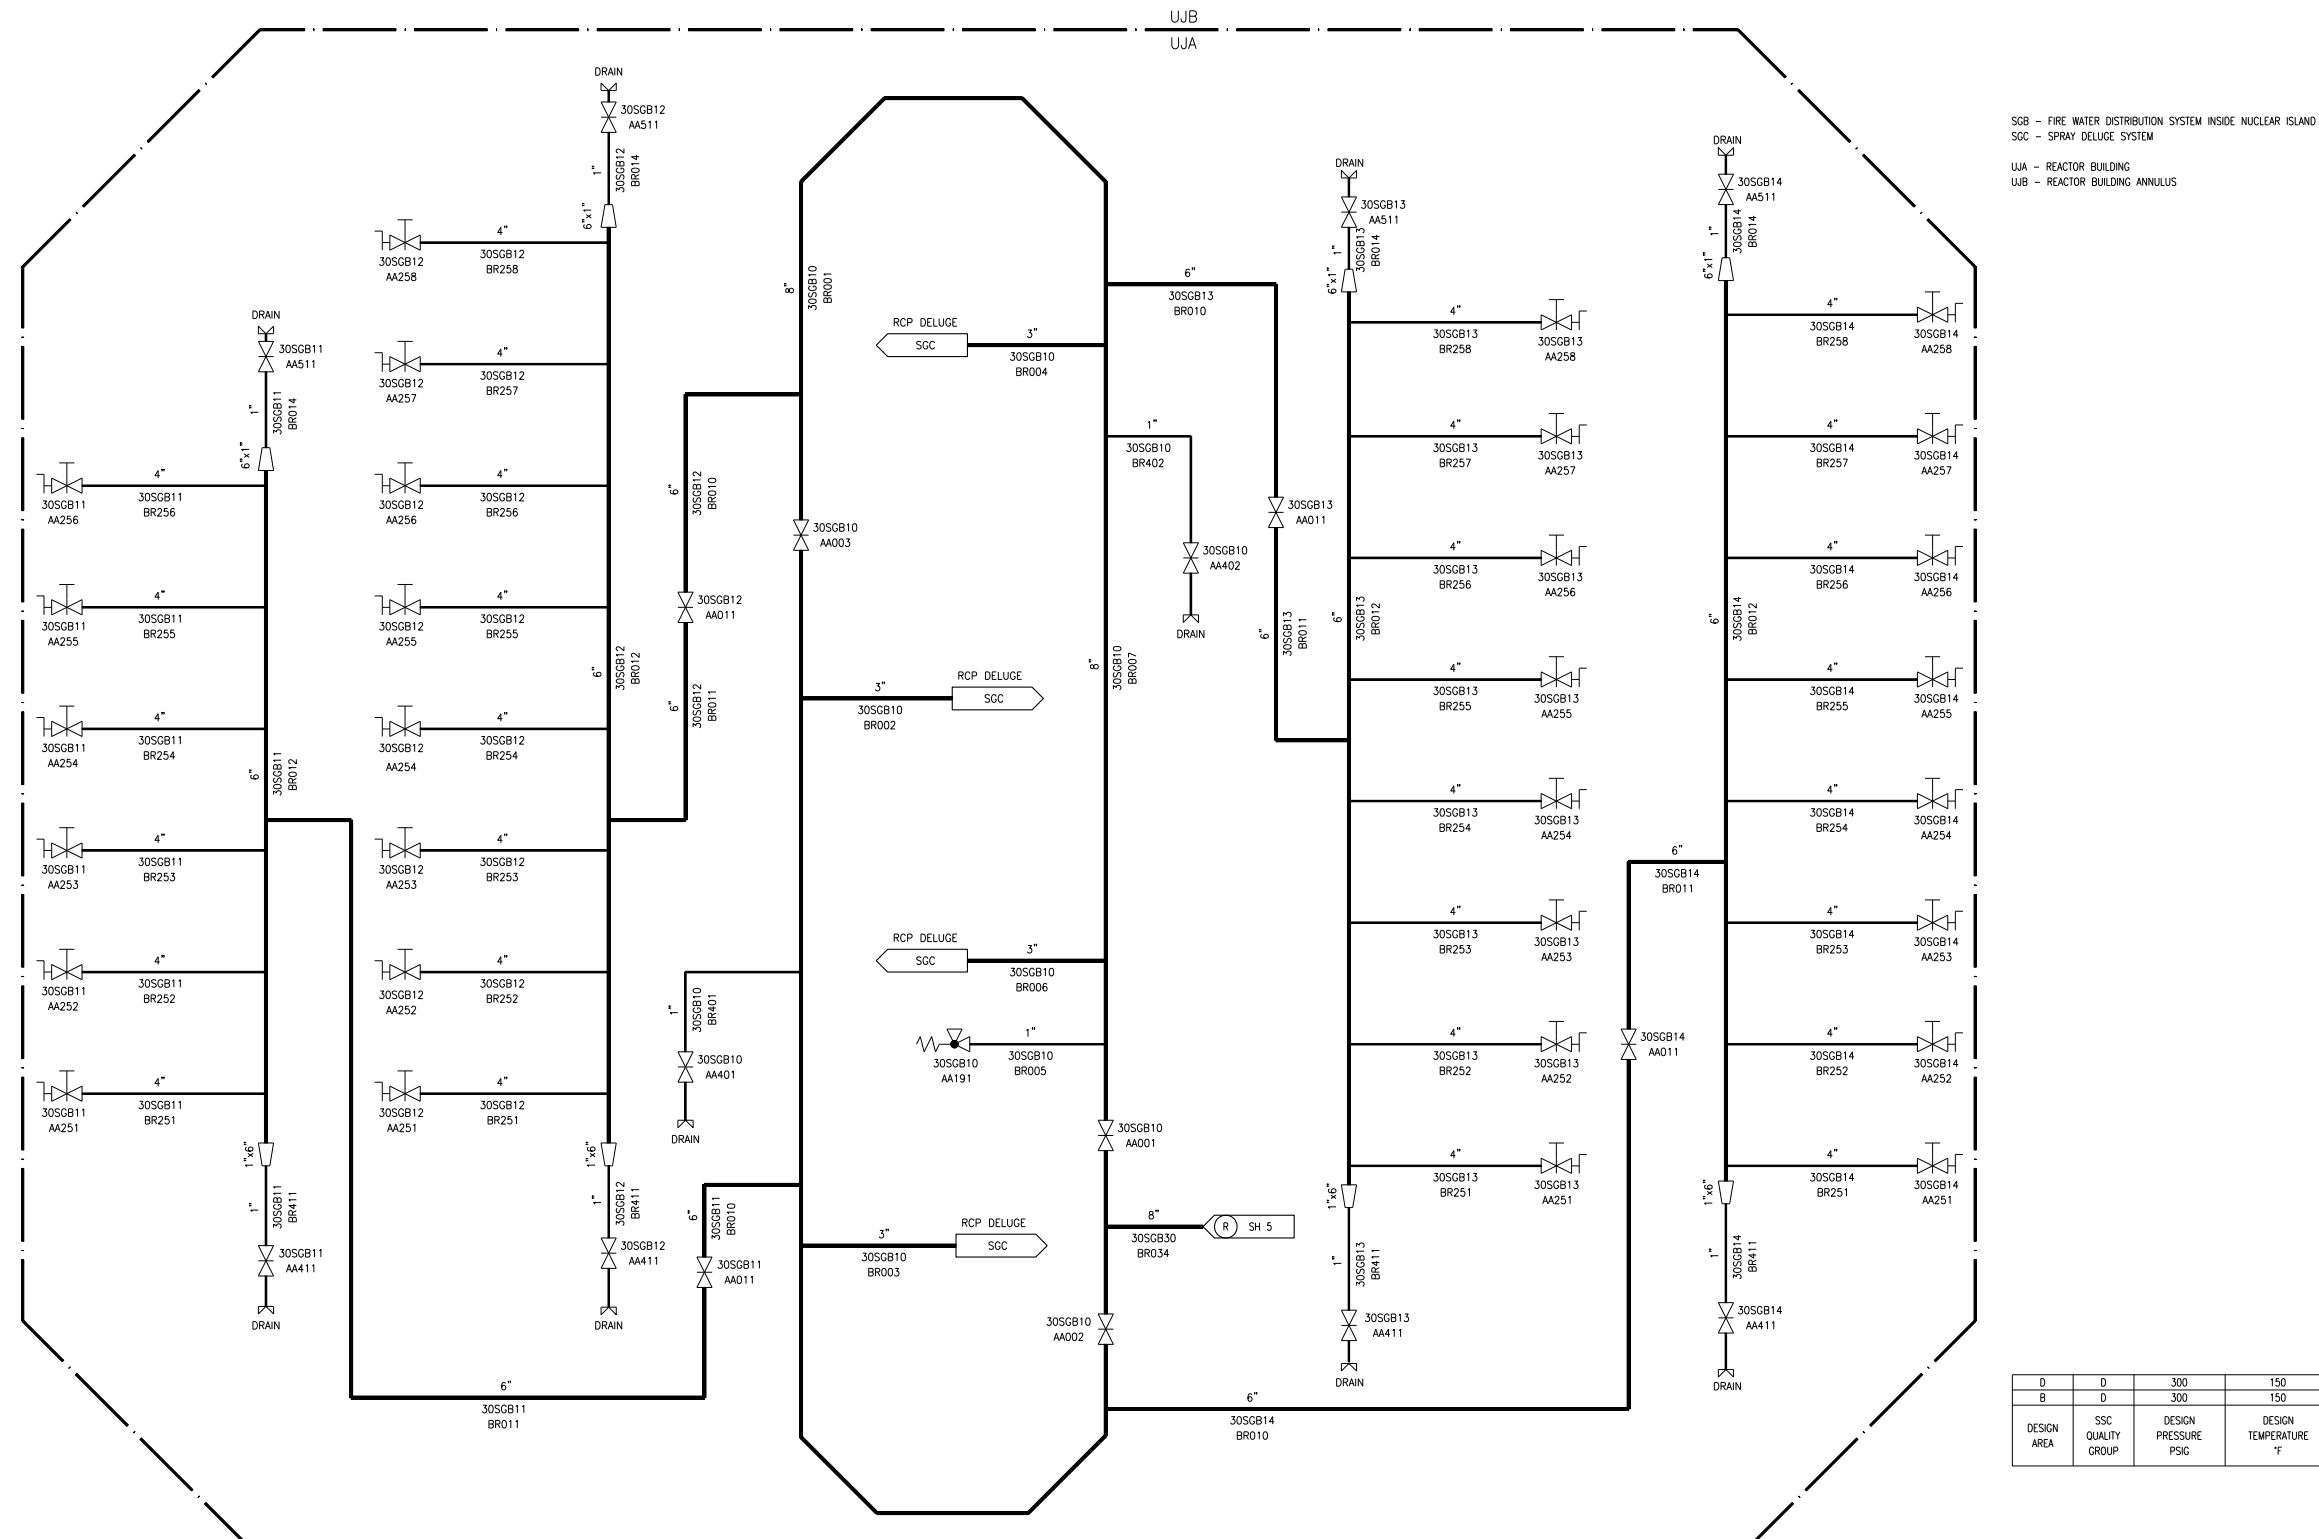 UJB
UJA
SGB – FIRE WATER DISTRIBUTION SYSTEM INSIDE NUCLEAR ISLAND
SGC – SPRAY DELUGE SYSTEM
UJA – REACTOR BUILDING
UJB – REACTOR BUILDING ANNULUS
DRAIN
30SGB11
AA511
1"
30SGB11
BR014
6"x1"
4"
30SGB11
BR256
30SGB11
AA256
4"
30SGB11
BR255
30SGB11
AA255
4"
30SGB11
BR254
30SGB11
AA254
6"
30SGB11
BR012
4"
30SGB11
BR253
30SGB11
AA253
4"
30SGB11
BR252
30SGB11
AA252
4"
30SGB11
BR251
30SGB11
AA251
1"x6"
1"
30SGB11
BR411
30SGB11
AA411
DRAIN
DRAIN
30SGB12
AA511
1"
30SGB12
BR014
6"x1"
4"
30SGB12
BR258
30SGB12
AA258
4"
30SGB12
BR257
30SGB12
AA257
4"
30SGB12
BR256
30SGB12
AA256
4"
30SGB12
BR255
30SGB12
AA255
6"
30SGB12
BR012
4"
30SGB12
BR254
30SGB12
AA254
4"
30SGB12
BR253
30SGB12
AA253
4"
30SGB12
BR252
30SGB12
AA252
4"
30SGB12
BR251
30SGB12
AA251
1"x6"
1"
30SGB12
BR411
30SGB12
AA411
DRAIN
6"
30SGB12
BR010
30SGB12
AA011
6"
30SGB12
BR011
1"
30SGB10
BR401
30SGB10
AA401
DRAIN
6"
30SGB11
BR010
30SGB11
AA011
6"
30SGB11
BR011
8"
30SGB10
BR001
30SGB10
AA003
RCP DELUGE
SGC
3"
30SGB10
BR004
RCP DELUGE
SGC
3"
30SGB10
BR002
8"
30SGB10
BR007
RCP DELUGE
SGC
3"
30SGB10
BR006
1"
30SGB10
BR005
30SGB10
AA191
30SGB10
AA001
RCP DELUGE
SGC
3"
30SGB10
BR003
8"
30SGB30
BR034
R
SH 5
30SGB10
AA002
6"
30SGB14
BR010
6"
30SGB13
BR010
1"
30SGB10
BR402
30SGB10
AA402
DRAIN
30SGB13
AA011
6"
30SGB13
BR011
DRAIN
30SGB13
AA511
1"
30SGB13
BR014
6"x1"
4"
30SGB13
BR258
30SGB13
AA258
4"
30SGB13
BR257
30SGB13
AA257
4"
30SGB13
BR256
30SGB13
AA256
6"
30SGB13
BR012
4"
30SGB13
BR255
30SGB13
AA255
4"
30SGB13
BR254
30SGB13
AA254
4"
30SGB13
BR253
30SGB13
AA253
4"
30SGB13
BR252
30SGB13
AA252
4"
30SGB13
BR251
30SGB13
AA251
1"x6"
1"
30SGB13
BR411
30SGB13
AA411
DRAIN
6"
30SGB14
BR011
30SGB14
AA011
DRAIN
30SGB14
AA511
1"
30SGB14
BR014
6"x1"
4"
30SGB14
BR258
30SGB14
AA258
4"
30SGB14
BR257
30SGB14
AA257
4"
30SGB14
BR256
30SGB14
AA256
6"
30SGB14
BR012
4"
30SGB14
BR255
30SGB14
AA255
4"
30SGB14
BR254
30SGB14
AA254
4"
30SGB14
BR253
30SGB14
AA253
4"
30SGB14
BR252
30SGB14
AA252
4"
30SGB14
BR251
30SGB14
AA251
1"x6"
1"
30SGB14
BR411
30SGB14
AA411
DRAIN
D D 300 150
B D 300 150
DESIGN AREA
SSC QUALITY GROUP
DESIGN PRESSURE PSIG
DESIGN TEMPERATURE °F